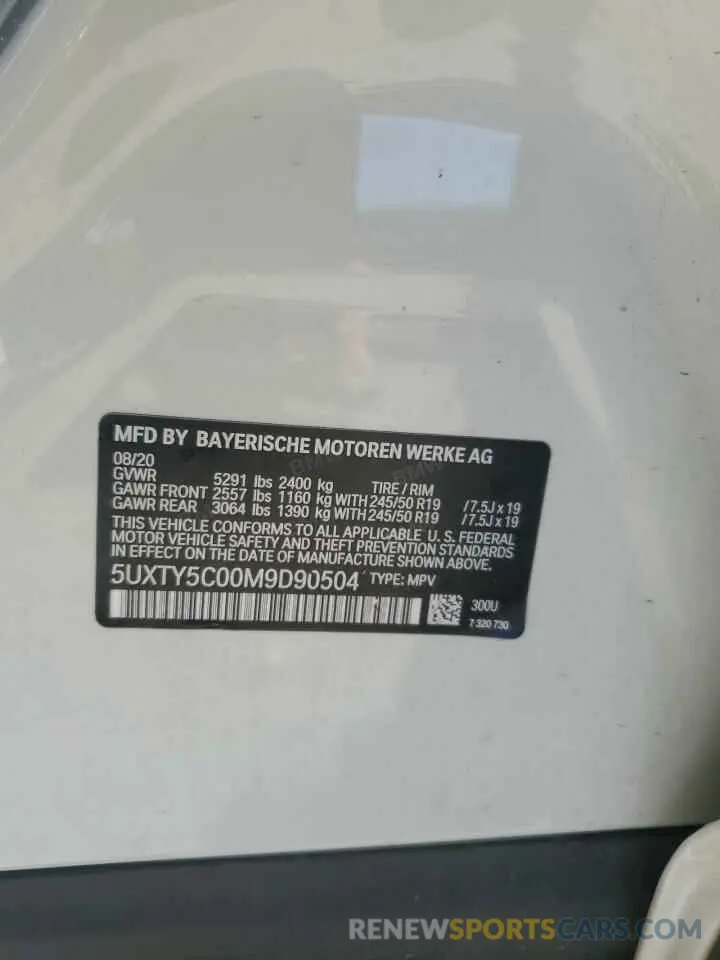 MFD BY BAYERISCHE MOTOREN WERKE AG
08/20
GVWR 5291 lbs 2400 kg TIRE / RIM
GAWR FRONT 2557 lbs 1160 kg WITH 245/50 R19 / 7.5J x 19
GAWR REAR 3064 lbs 1390 kg WITH 245/50 R19 / 7.5J x 19
THIS VEHICLE CONFORMS TO ALL APPLICABLE U. S. FEDERAL
MOTOR VEHICLE SAFETY AND THEFT PREVENTION STANDARDS
IN EFFECT ON THE DATE OF MANUFACTURE SHOWN ABOVE.
5UXTY5C00M9D90504 TYPE: MPV
300U
7 320 730
RENEWSPORTSCARS.COM